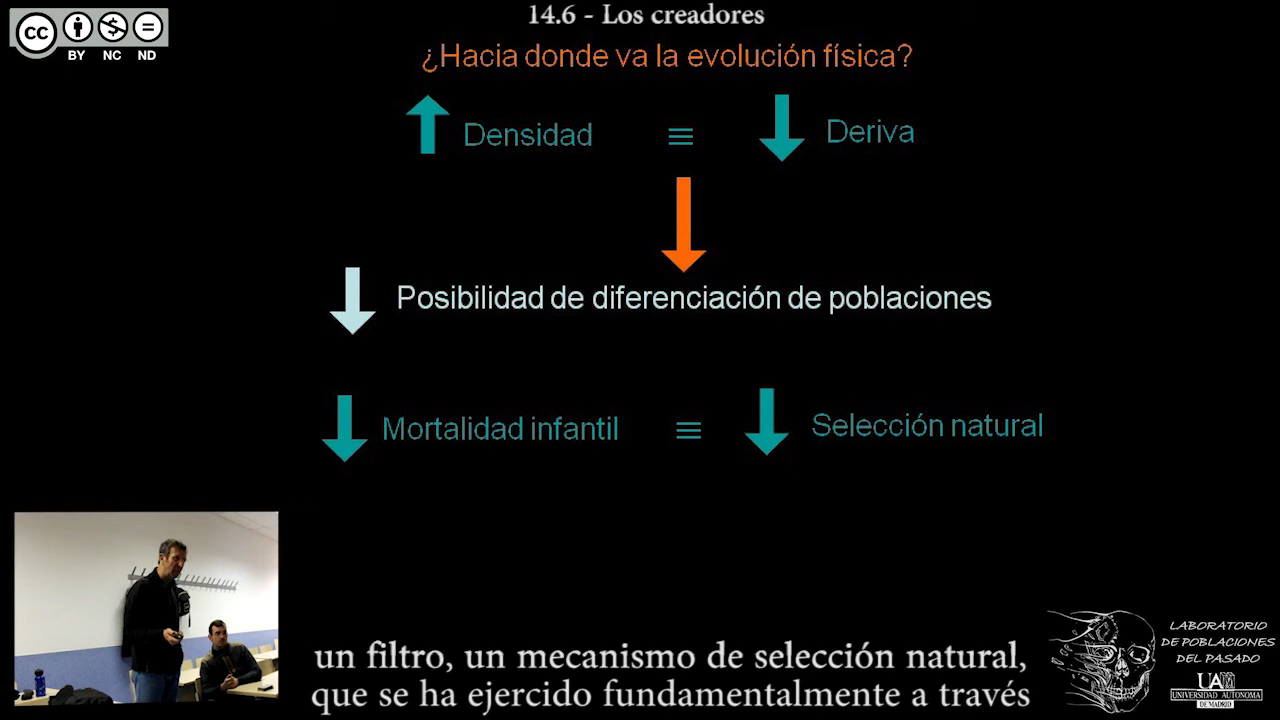 cc
BY NC ND
14.6 - Los creadores
¿Hacia donde va la evolución física?
Densidad ≡ Deriva
Posibilidad de diferenciación de poblaciones
Mortalidad infantil ≡ Selección natural
un filtro, un mecanismo de selección natural,
que se ha ejercido fundamentalmente a través
LABORATORIO
DE POBLACIONES
DEL PASADO
UAM
UNIVERSIDAD AUTONOMA
DE MADRID